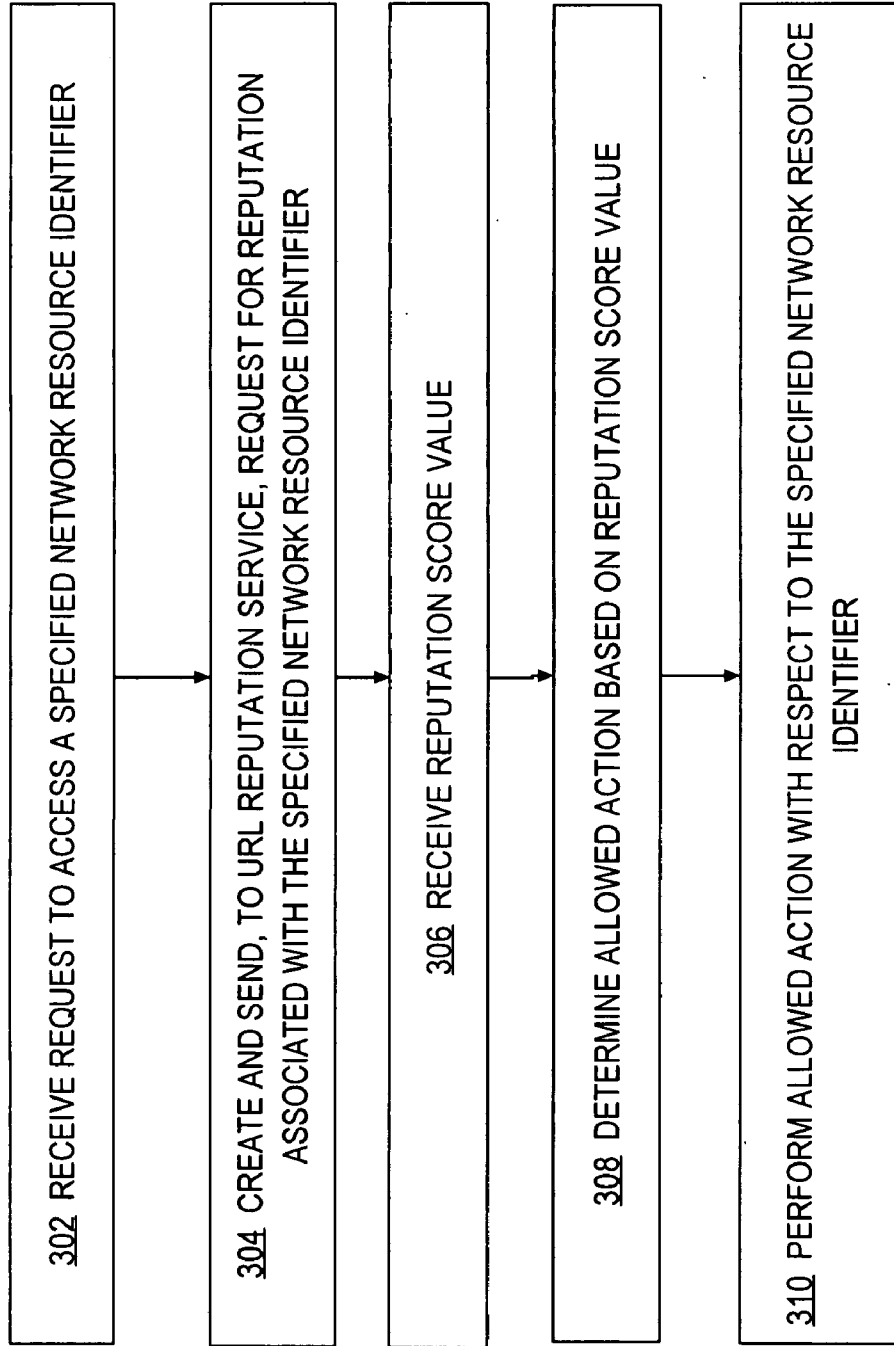 302 RECEIVE REQUEST TO ACCESS A SPECIFIED NETWORK RESOURCE IDENTIFIER
304 CREATE AND SEND, TO URL REPUTATION SERVICE, REQUEST FOR REPUTATION
ASSOCIATED WITH THE SPECIFIED NETWORK RESOURCE IDENTIFIER
306 RECEIVE REPUTATION SCORE VALUE
308 DETERMINE ALLOWED ACTION BASED ON REPUTATION SCORE VALUE
310 PERFORM ALLOWED ACTION WITH RESPECT TO THE SPECIFIED NETWORK RESOURCE
IDENTIFIER